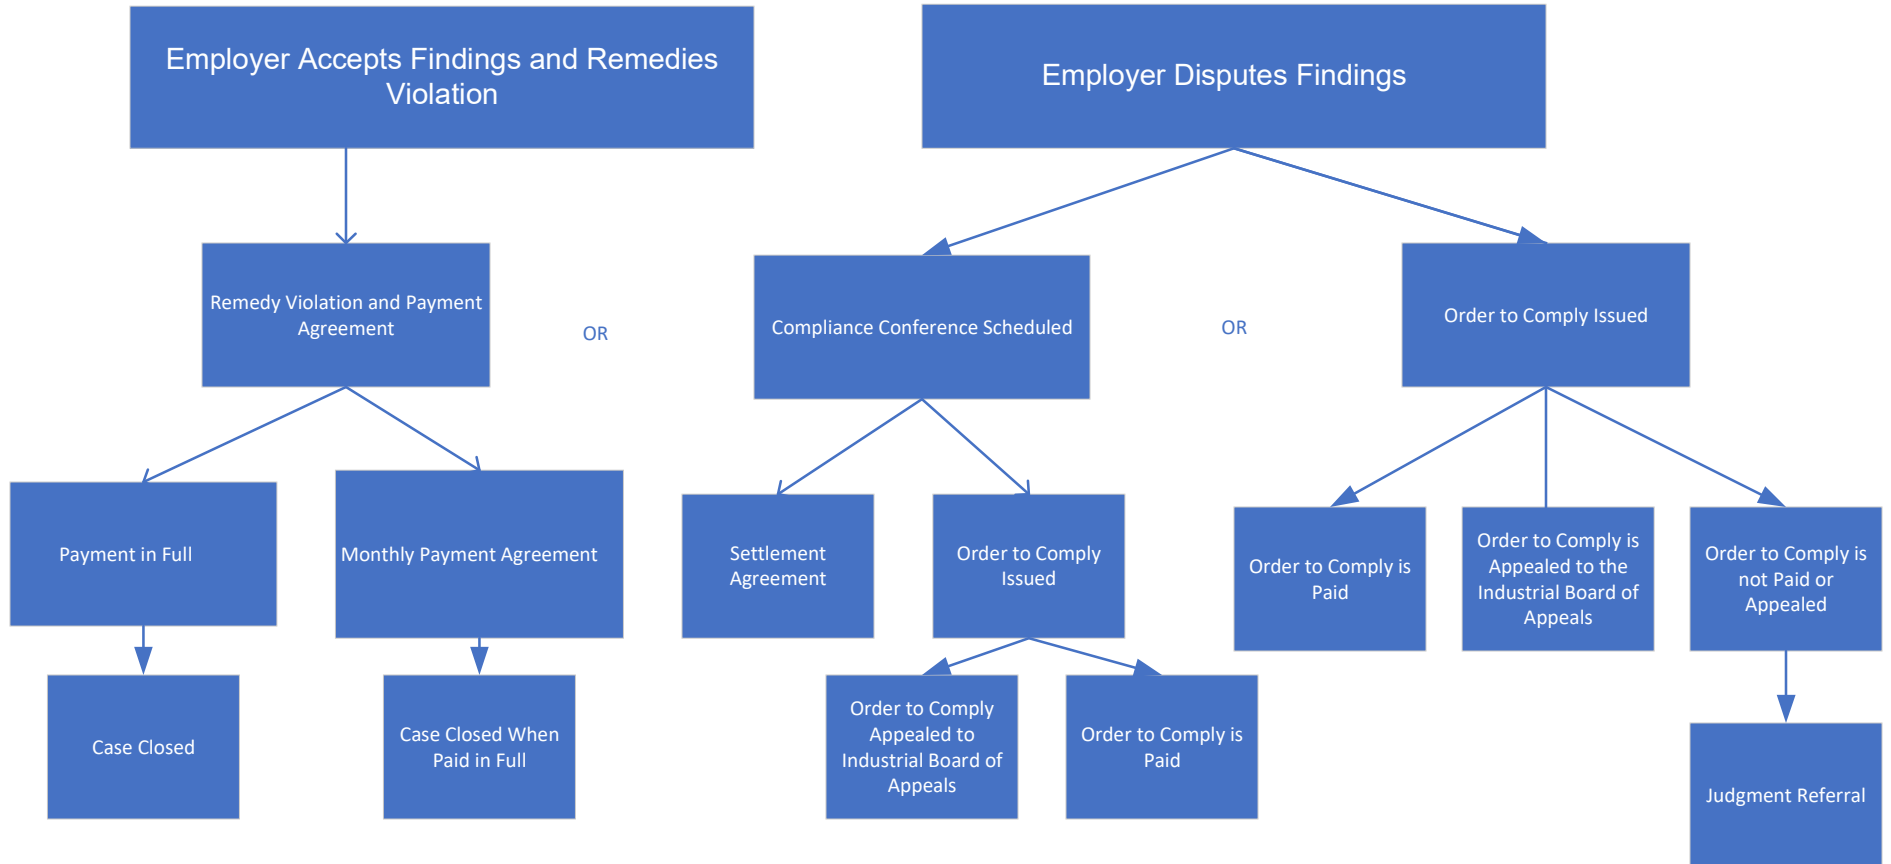 Employer Accepts Findings and Remedies
Violation
Employer Disputes Findings
Remedy Violation and Payment
Agreement
OR
Compliance Conference Scheduled
OR
Order to Comply Issued
Payment in Full
Monthly Payment Agreement
Settlement
Agreement
Order to Comply
Issued
Order to Comply is
Paid
Order to Comply is
Appealed to the
Industrial Board of
Appeals
Order to Comply is
not Paid or
Appealed
Case Closed
Case Closed When
Paid in Full
Order to Comply
Appealed to
Industrial Board of
Appeals
Order to Comply is
Paid
Judgment Referral